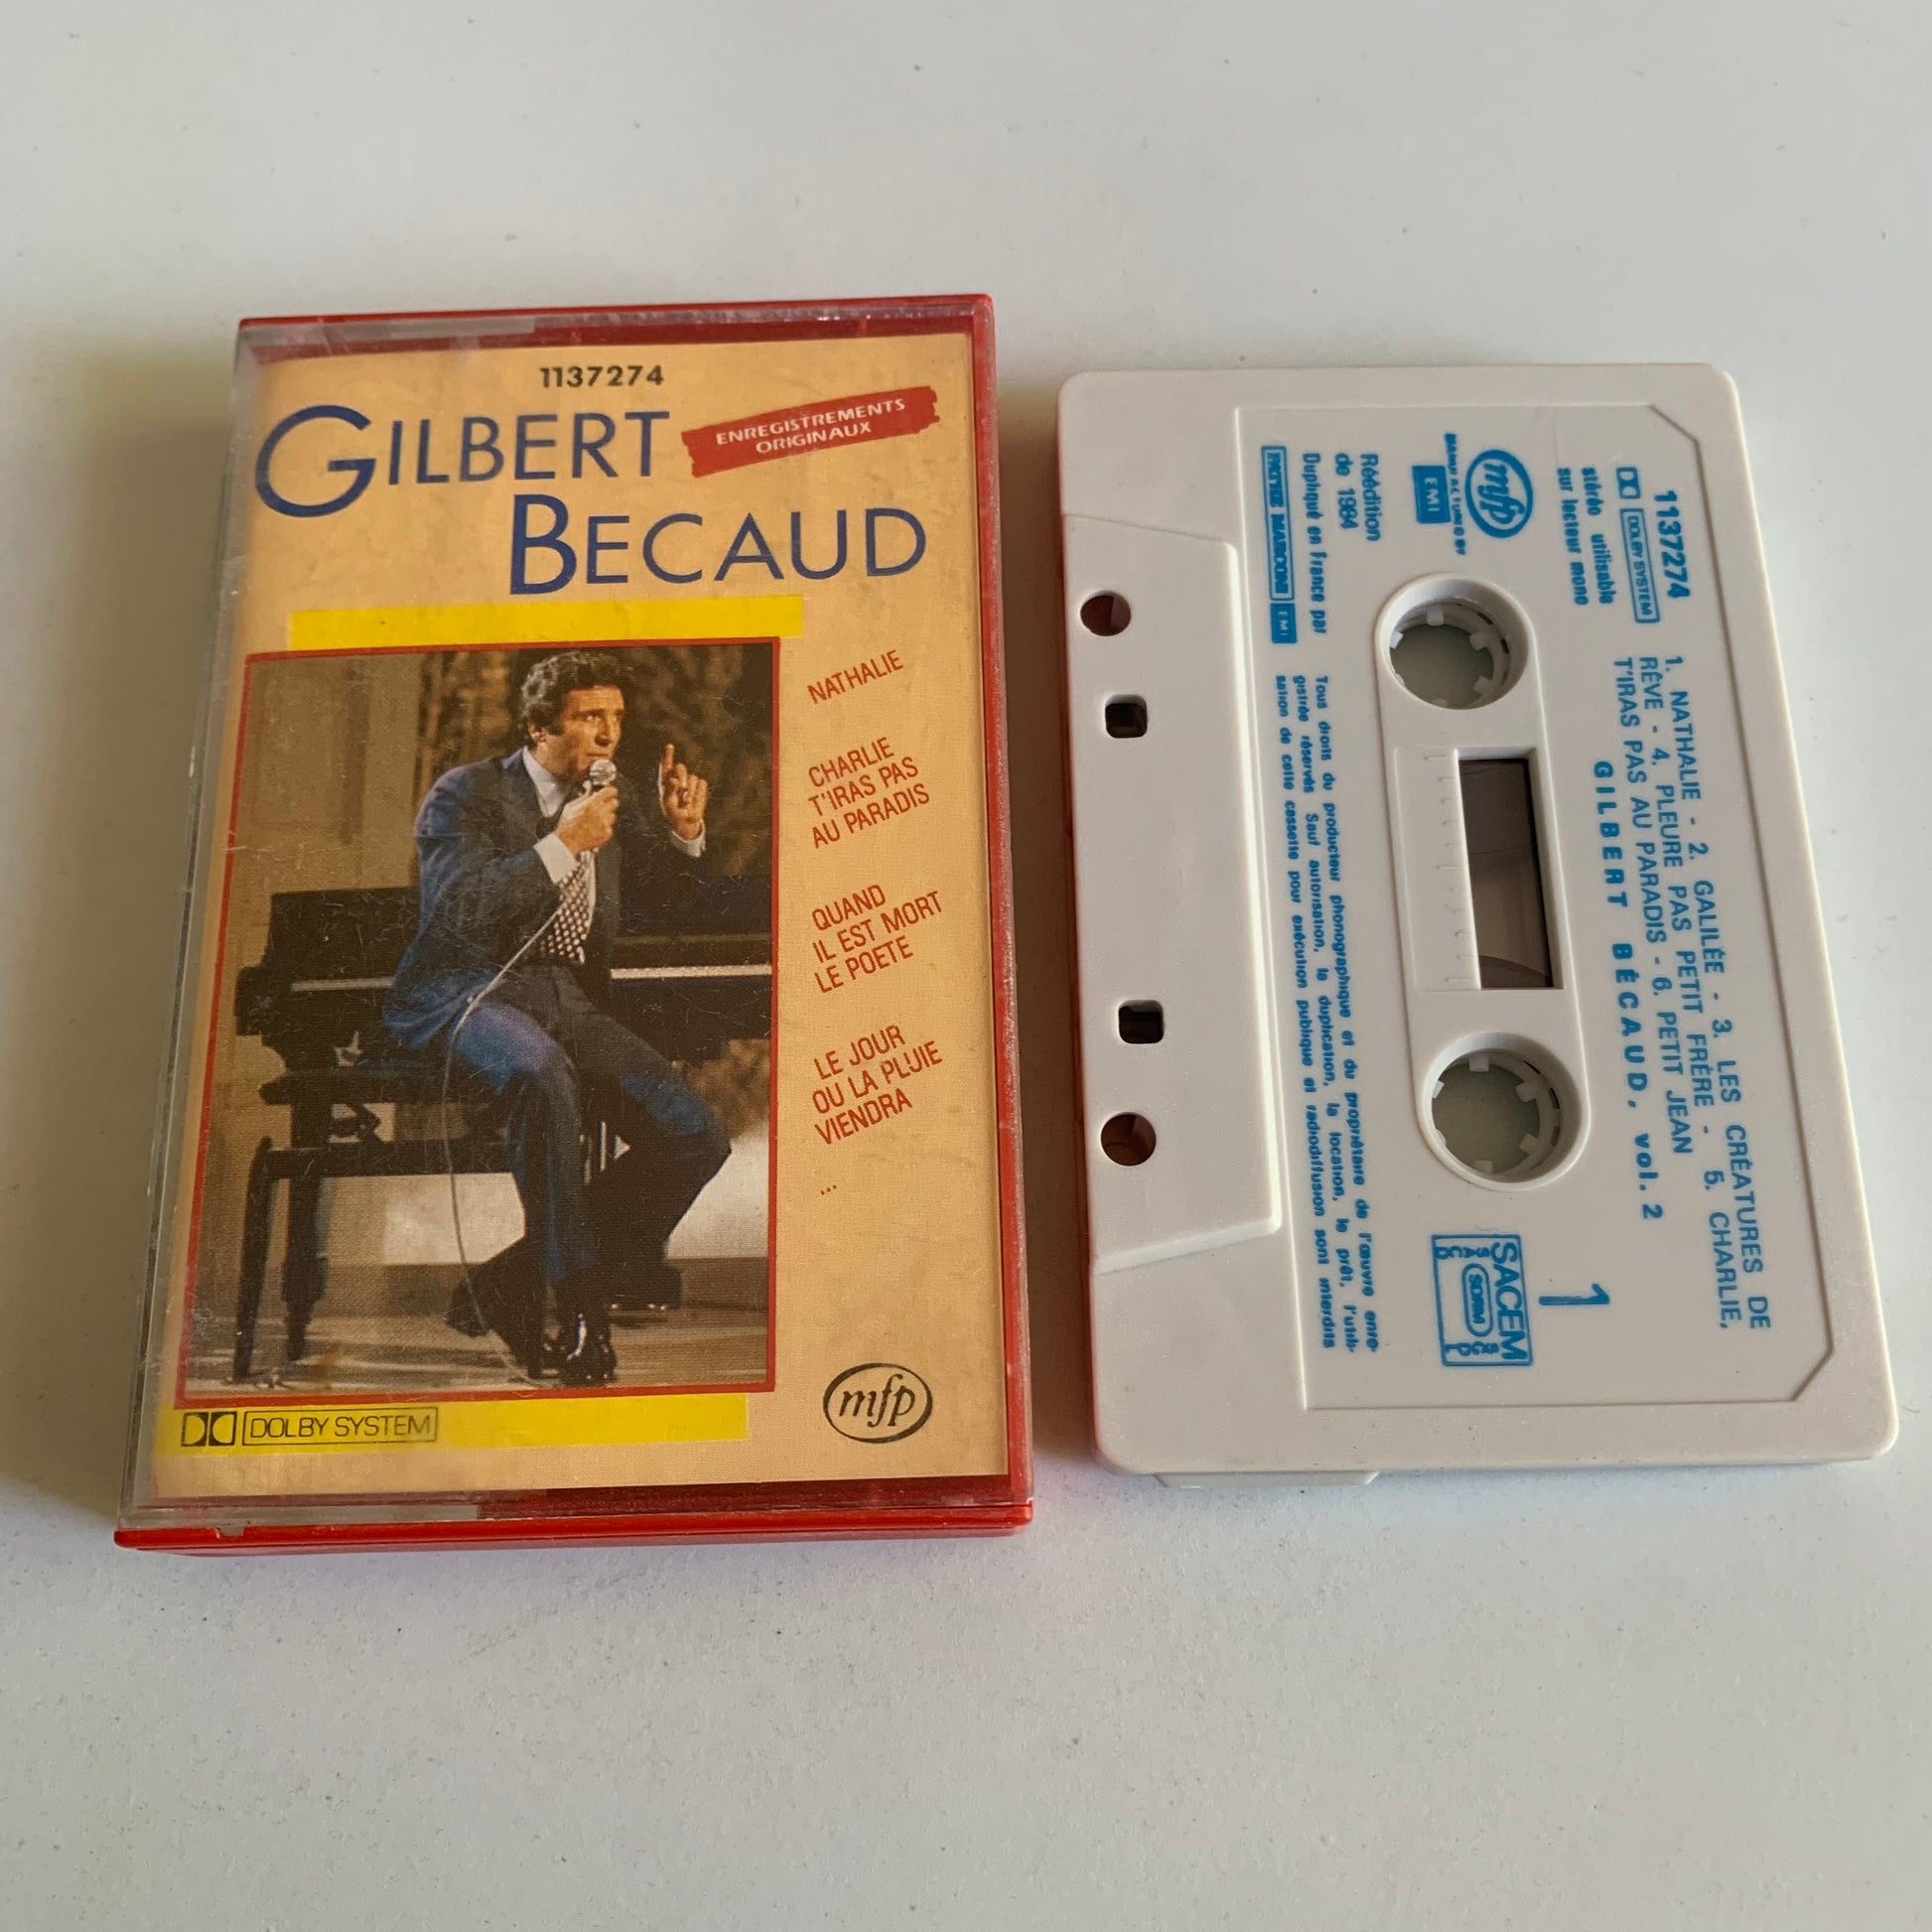 1137274
GILBERT
BECAUD
ENREGISTREMENTS
ORIGINAUX
NATHALIE
CHARLIE
T'IRAS PAS
AU PARADIS
QUAND
IL EST MORT
LE POETE
LE JOUR
OU LA PLUIE
VIENDRA
...
DOLBY SYSTEM
mfp
1137274
DOLBY SYSTEM
stéréo utilisable
sur lecteur mono
1. NATHALIE - 2. GALILÉE - 3. LES CRÉATURES DE
RÊVE - 4. PLEURE PAS PETIT FRÈRE - 5. CHARLIE,
T'IRAS PAS AU PARADIS - 6. PETIT JEAN
GILBERT BÉCAUD, vol. 2
mfp
MANUFACTURED BY
EMI
1
SACEM
SDRM
SACD
SGDL
Réédition
de 1984
Dupliqué en France par
PATHE MARCONI EMI
Tous droits du producteur phonographique et du propriétaire de l'œuvre enre-
gistrée réservés Sauf autorisation, la duplication, la location, le prêt, l'utili-
sation de cette cassette pour exécution publique et radiodiffusion sont interdits